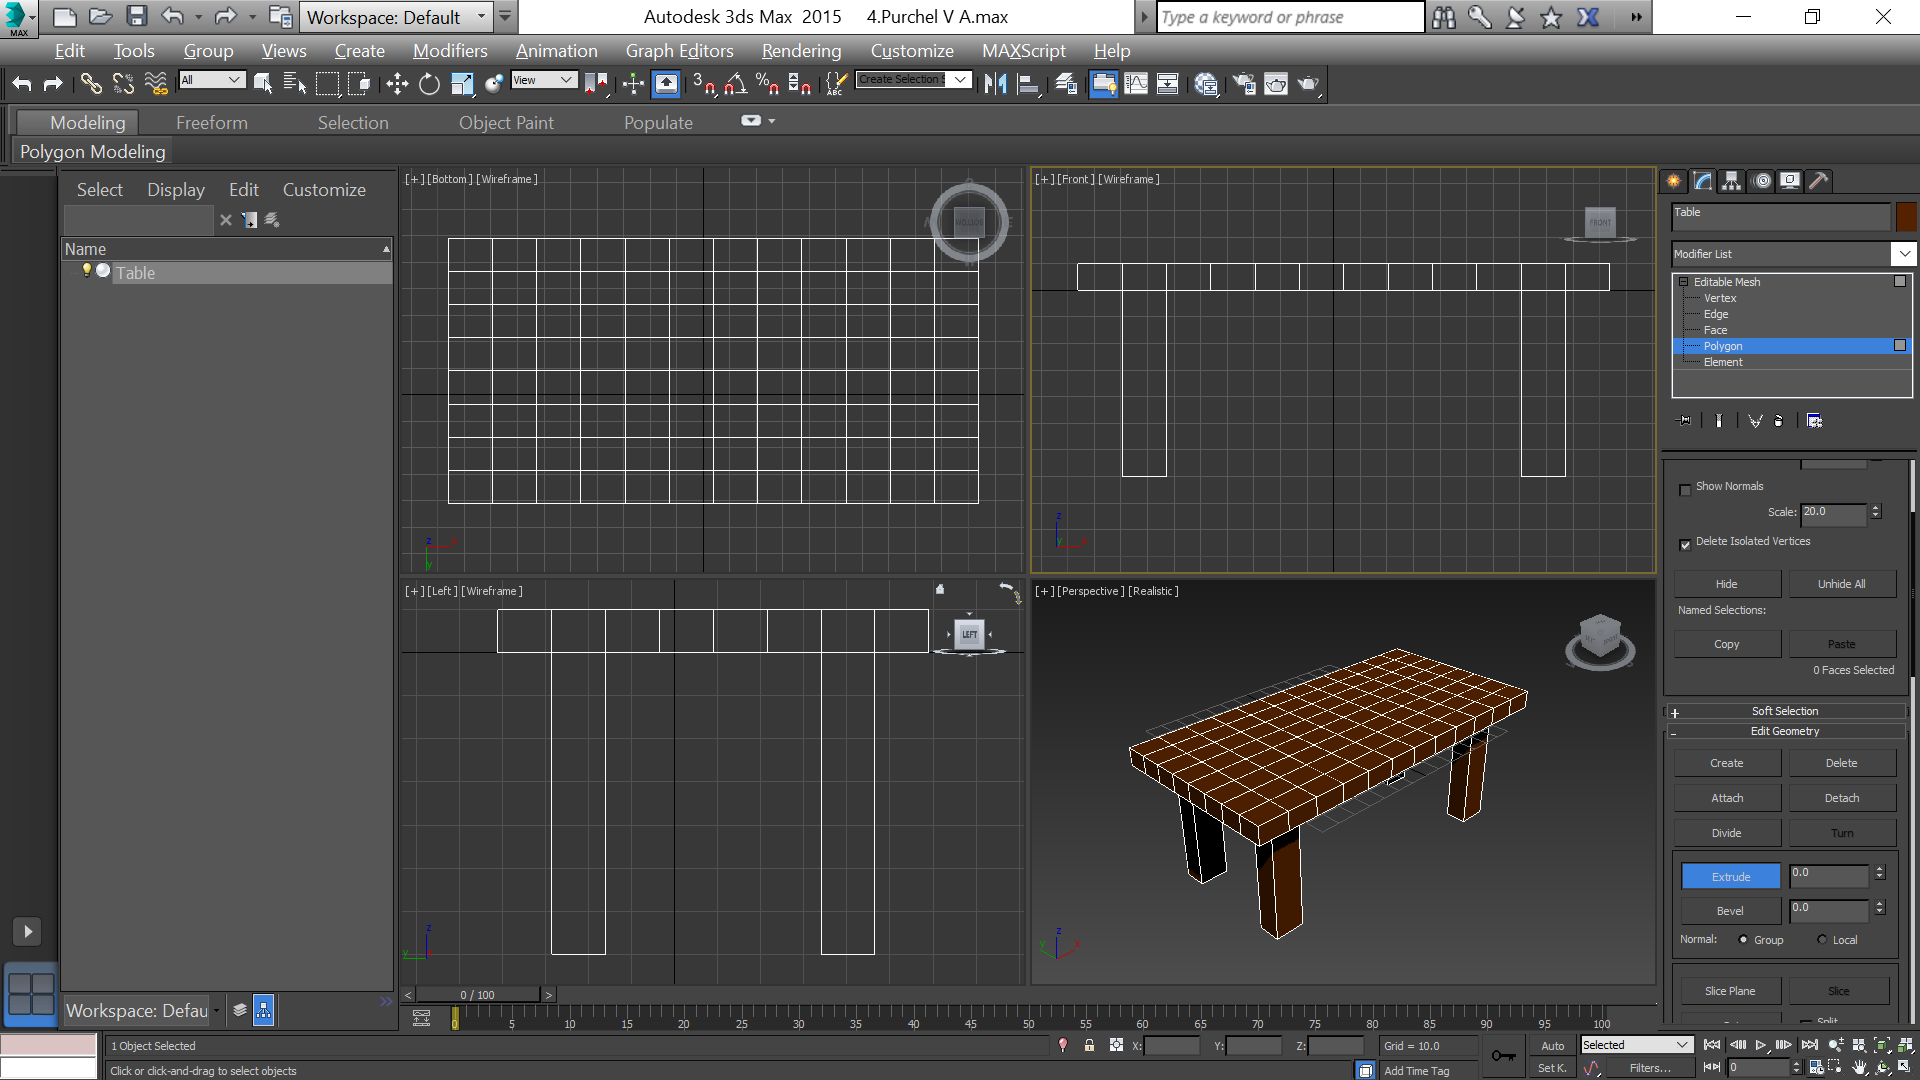 MAX
Workspace: Default
Autodesk 3ds Max 2015 4.Purchel V A.max
Type a keyword or phrase
Edit Tools Group Views Create Modifiers Animation Graph Editors Rendering Customize MAXScript Help
All
View
3
%
ABC
Create Selection S
Modeling Freeform Selection Object Paint Populate
Polygon Modeling
Select Display Edit Customize
Name
Table
[+] [Bottom] [Wireframe]
[+] [Front] [Wireframe]
FRONT
z
y
x
z
x
[+] [Left] [Wireframe]
LEFT
z
y
[+] [Perspective] [Realistic]
z
y
x
Table
Modifier List
Editable Mesh
Vertex
Edge
Face
Polygon
Element
Show Normals
Scale: 20.0
Delete Isolated Vertices
Hide Unhide All
Named Selections:
Copy Paste
0 Faces Selected
+ Soft Selection
- Edit Geometry
Create Delete
Attach Detach
Divide Turn
Extrude 0.0
Bevel 0.0
Normal: Group Local
Slice Plane Slice
Split
Workspace: Defau
< 0 / 100 >
0 5 10 15 20 25 30 35 40 45 50 55 60 65 70 75 80 85 90 95 100
1 Object Selected
X: Y: Z: Grid = 10.0
Auto Selected
Click or click-and-drag to select objects
Add Time Tag
Set K. Filters... 0